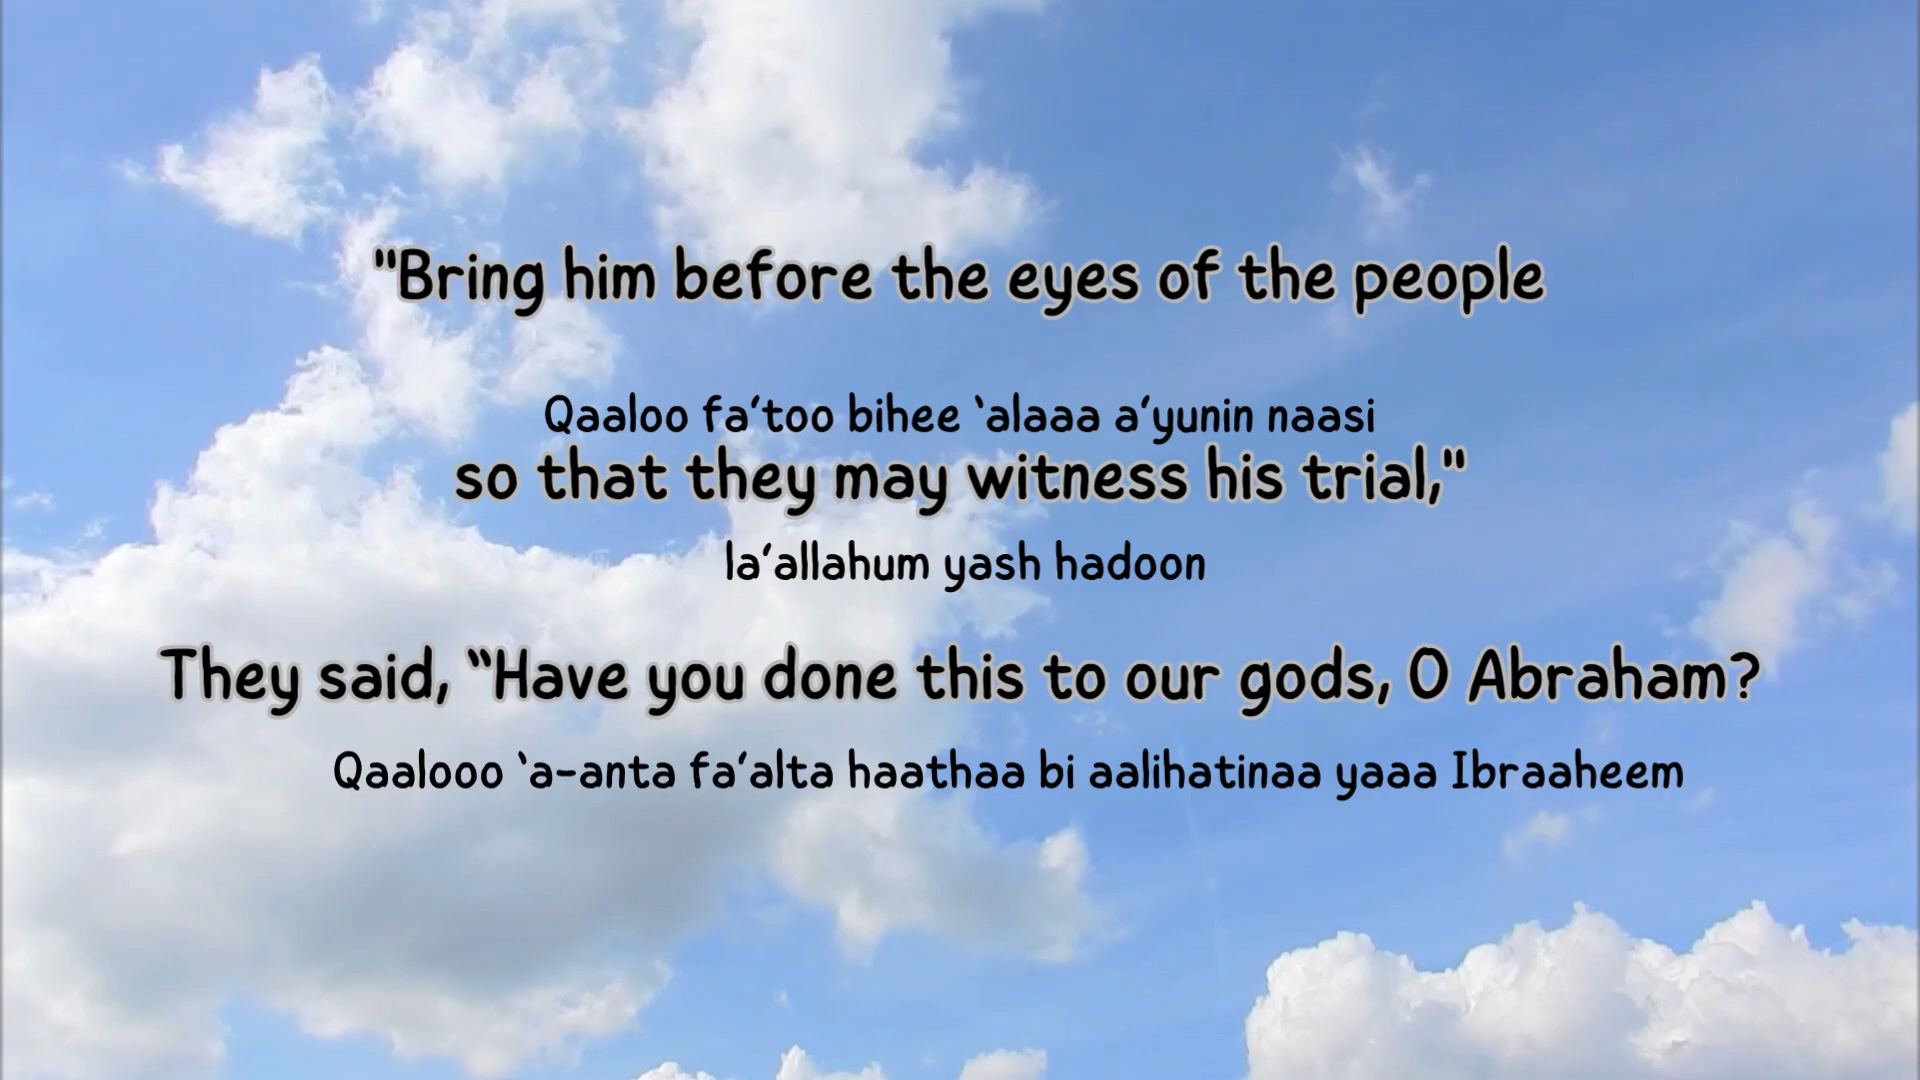 "Bring him before the eyes of the people
Qaaloo fa’too bihee ‘alaaa a’yunin naasi
so that they may witness his trial,"
la’allahum yash hadoon
They said, “Have you done this to our gods, O Abraham?
Qaalooo ‘a-anta fa’alta haathaa bi aalihatinaa yaaa Ibraaheem